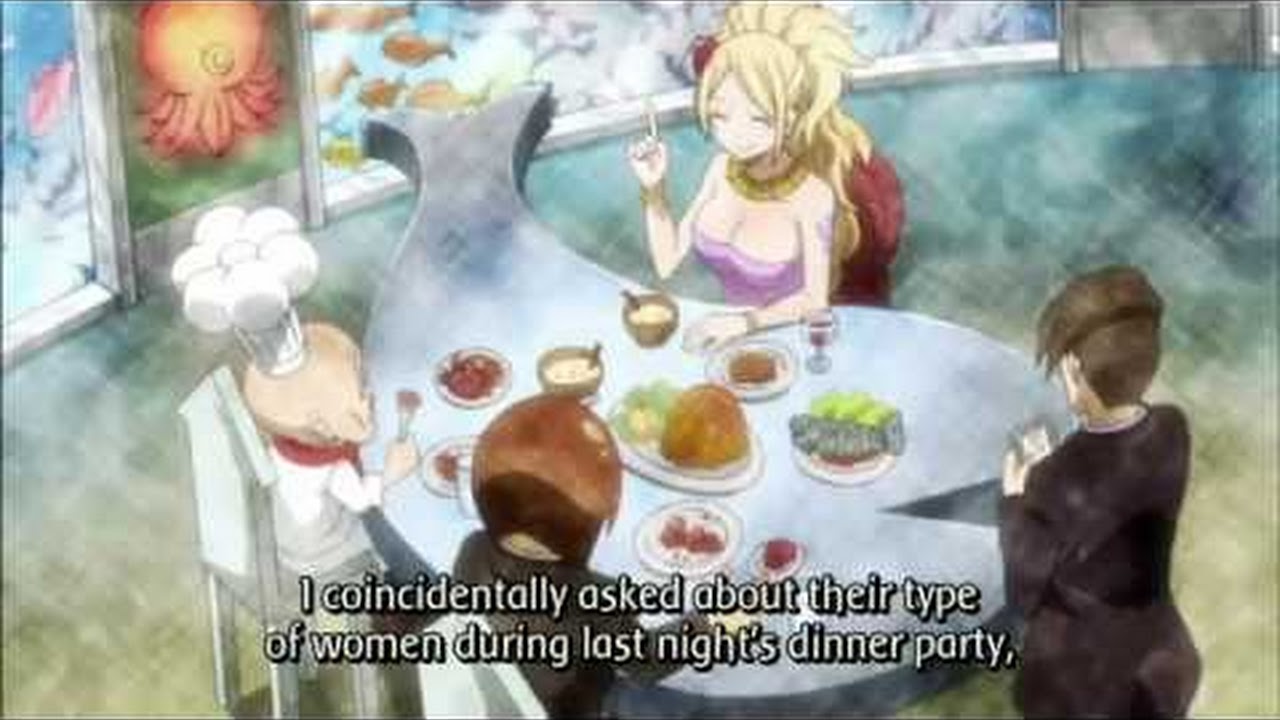 I coincidentally asked about their type
of women during last night's dinner party,